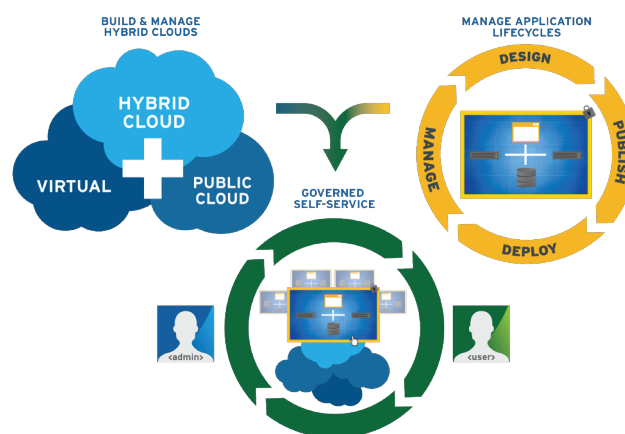 BUILD & MANAGE
HYBRID CLOUDS
HYBRID
CLOUD
VIRTUAL
PUBLIC
CLOUD
MANAGE APPLICATION
LIFECYCLES
DESIGN
PUBLISH
DEPLOY
MANAGE
GOVERNED
SELF-SERVICE
<admin>
<user>